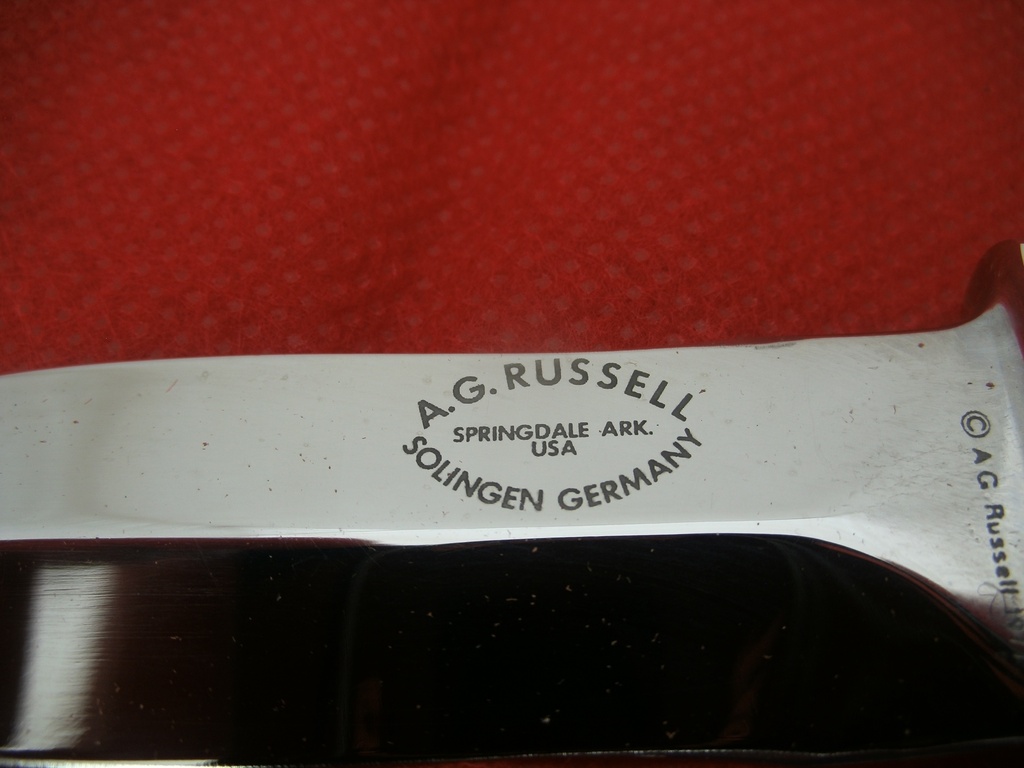 A.G. RUSSELL
SPRINGDALE ARK.
USA
SOLINGEN GERMANY
© A G Russell